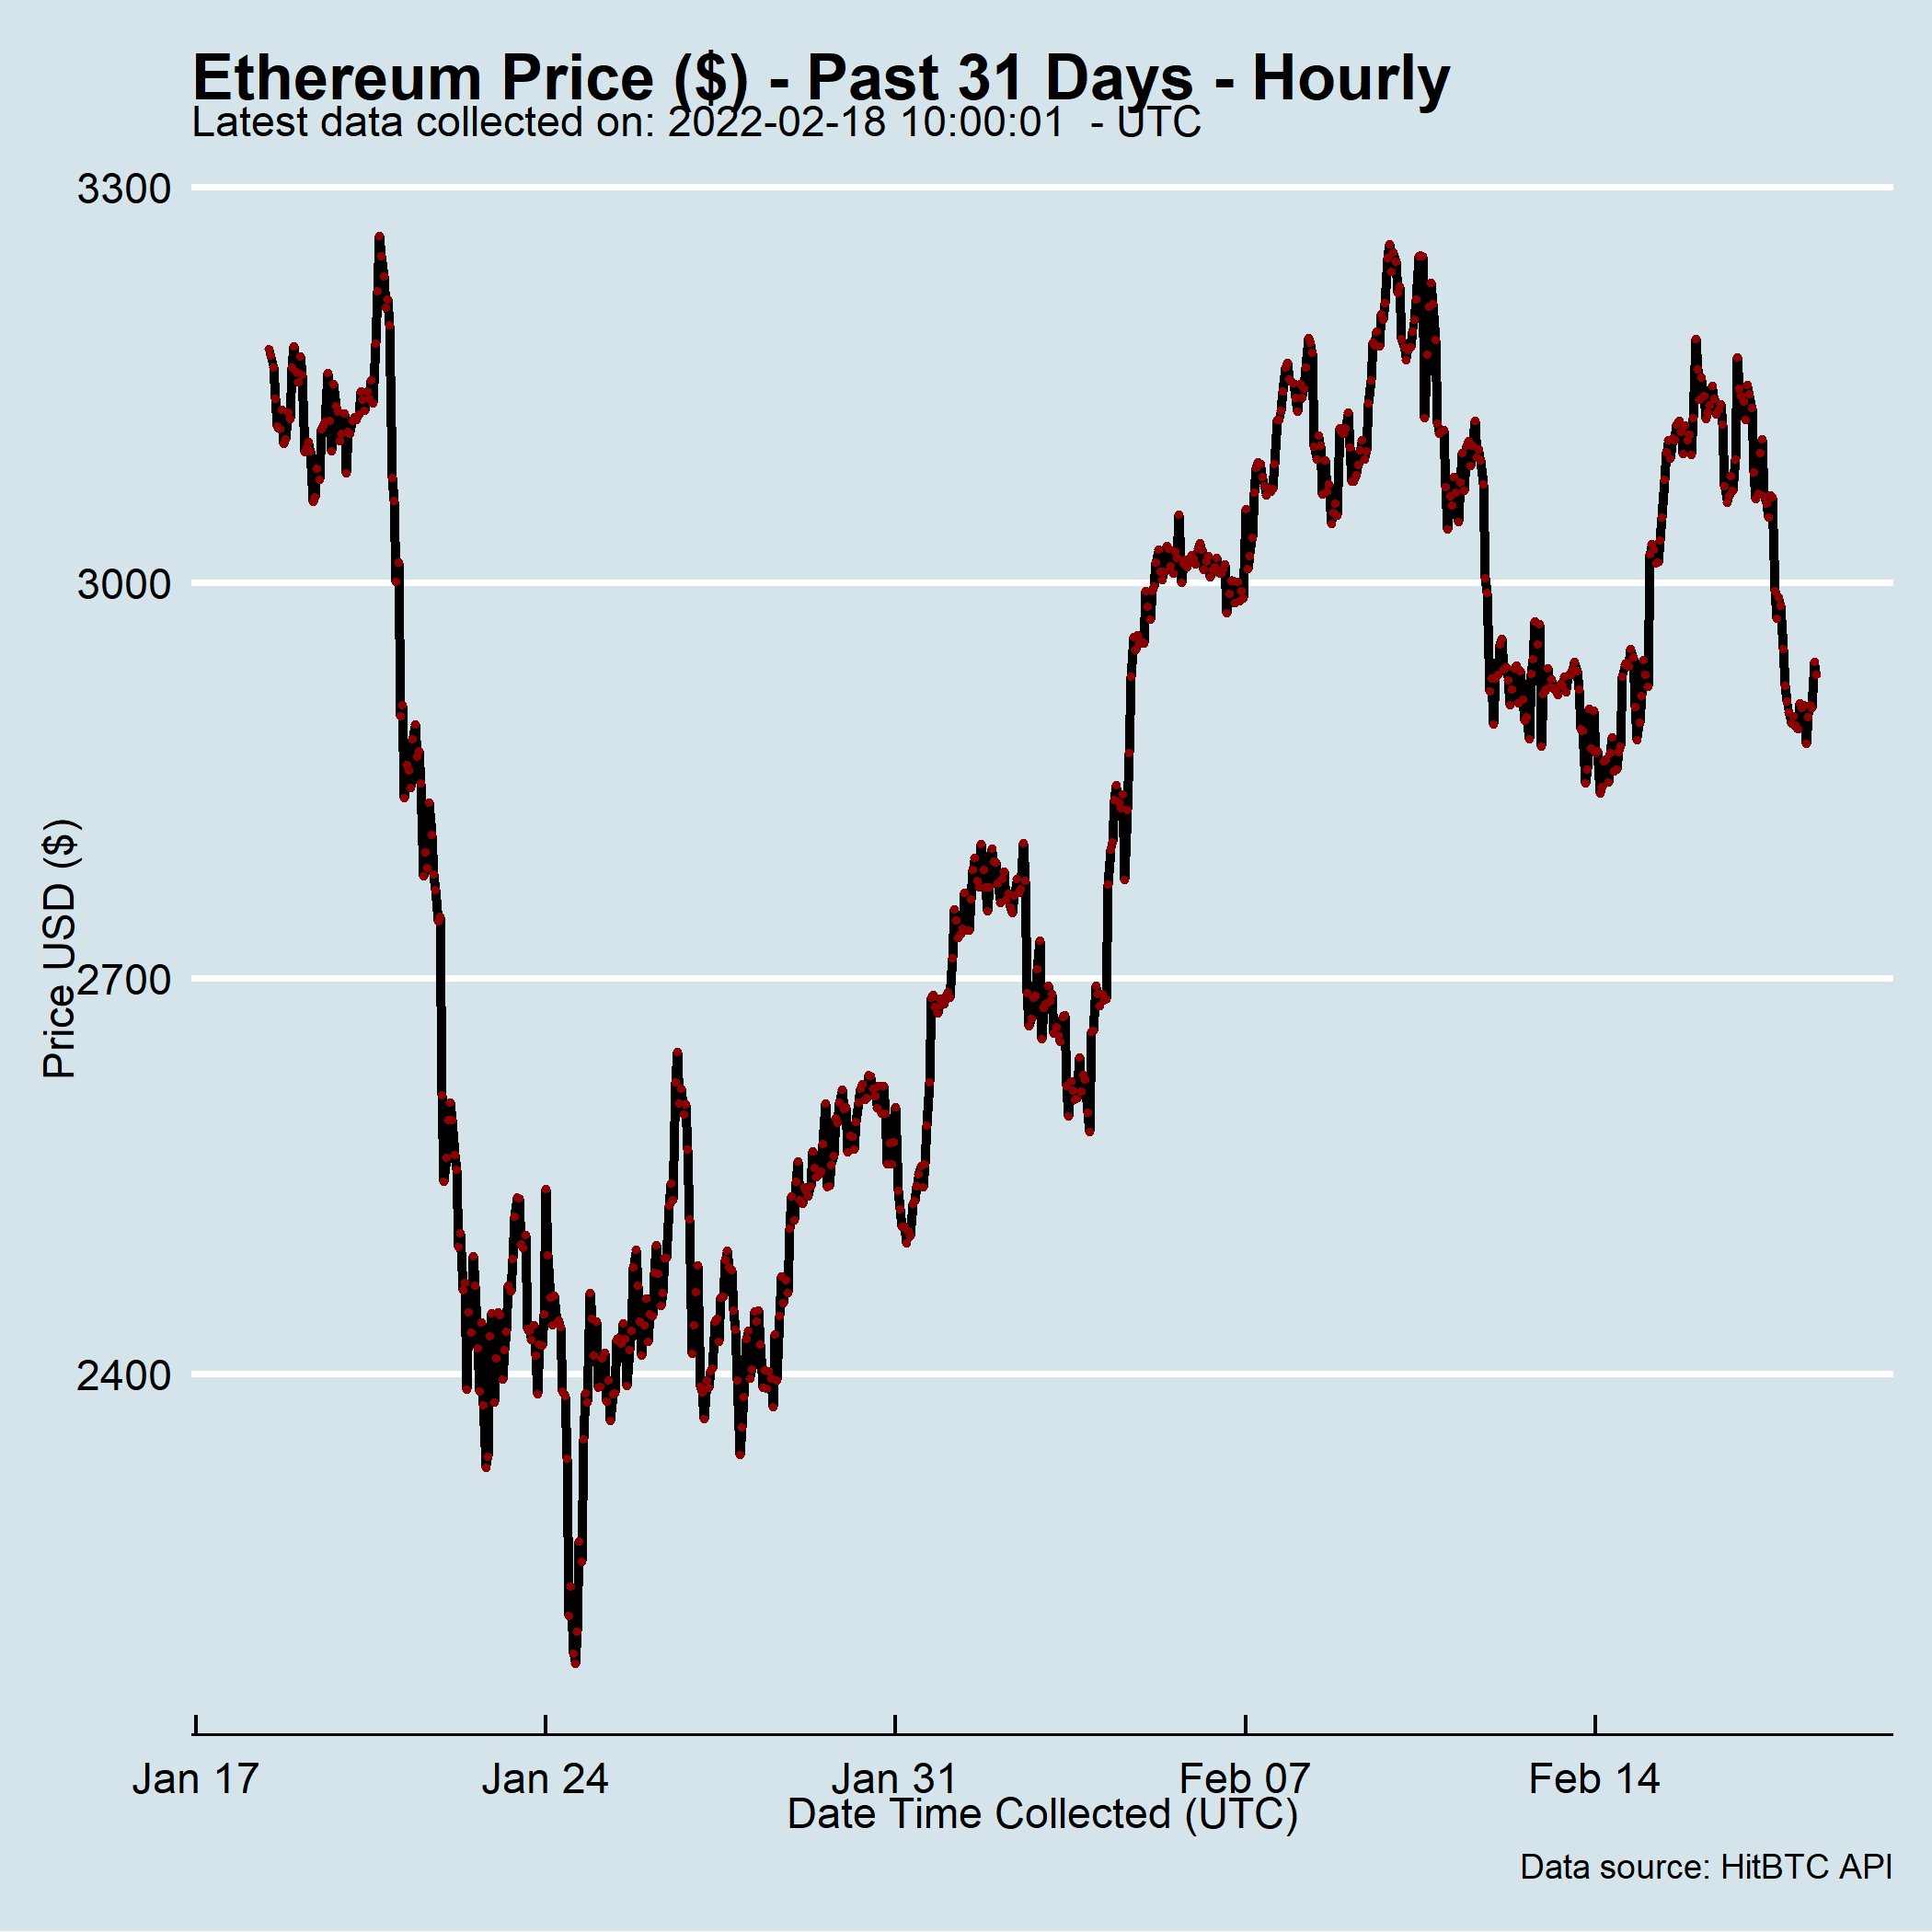 Ethereum Price ($) - Past 31 Days - Hourly
Latest data collected on: 2022-02-18 10:00:01  - UTC
3300
3000
2700
2400
Price USD ($)
Jan 17
Jan 24
Jan 31
Feb 07
Feb 14
Date Time Collected (UTC)
Data source: HitBTC API